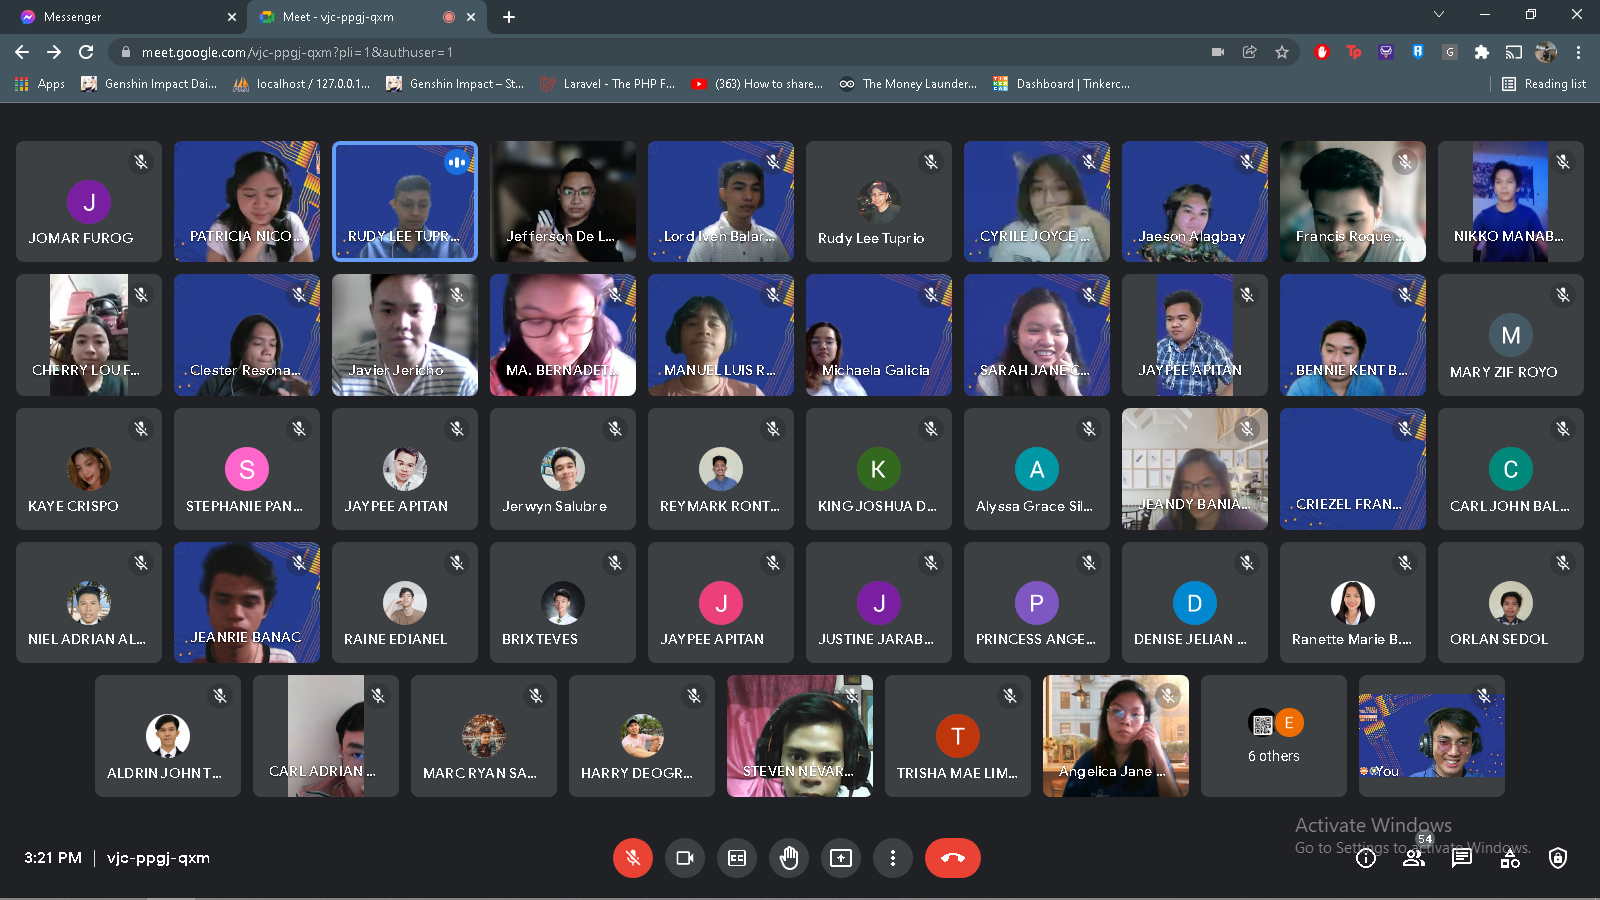 Messenger
Meet - vjc-ppgj-qxm
meet.google.com/vjc-ppgj-qxm?pli=1&authuser=1
Apps
Genshin Impact Dai...
localhost / 127.0.0.1...
Genshin Impact – St...
Laravel - The PHP F...
(363) How to share...
The Money Launder...
Dashboard | Tinkerc...
Reading list
J
JOMAR FUROG
PATRICIA NICO...
RUDY LEE TUPR...
Jefferson De L...
Lord Iven Balar...
Rudy Lee Tuprio
CYRILE JOYCE ...
Jaeson Alagbay
Francis Roque ...
NIKKO MANAB...
CHERRY LOU F...
Clester Resona...
Javier Jericho
MA. BERNADET...
MANUEL LUIS R...
Michaela Galicia
SARAH JANE C...
JAYPEE APITAN
BENNIE KENT B...
M
MARY ZIF ROYO
KAYE CRISPO
S
STEPHANIE PAN...
JAYPEE APITAN
Jerwyn Salubre
REYMARK RONT...
K
KING JOSHUA D...
A
Alyssa Grace Sil...
JEANDY BANIA...
CRIEZEL FRAN...
C
CARL JOHN BAL...
NIEL ADRIAN AL...
JEANRIE BANAC
RAINE EDIANEL
BRIXTEVES
J
JAYPEE APITAN
J
JUSTINE JARAB...
P
PRINCESS ANGE...
D
DENISE JELIAN ...
Ranette Marie B....
ORLAN SEDOL
ALDRIN JOHN T...
CARL ADRIAN ...
MARC RYAN SA...
HARRY DEOGR...
STEVEN NEVAR...
T
TRISHA MAE LIM...
Angelica Jane ...
E
6 others
You
Activate Windows
Go to Settings to activate Windows.
3:21 PM | vjc-ppgj-qxm
54